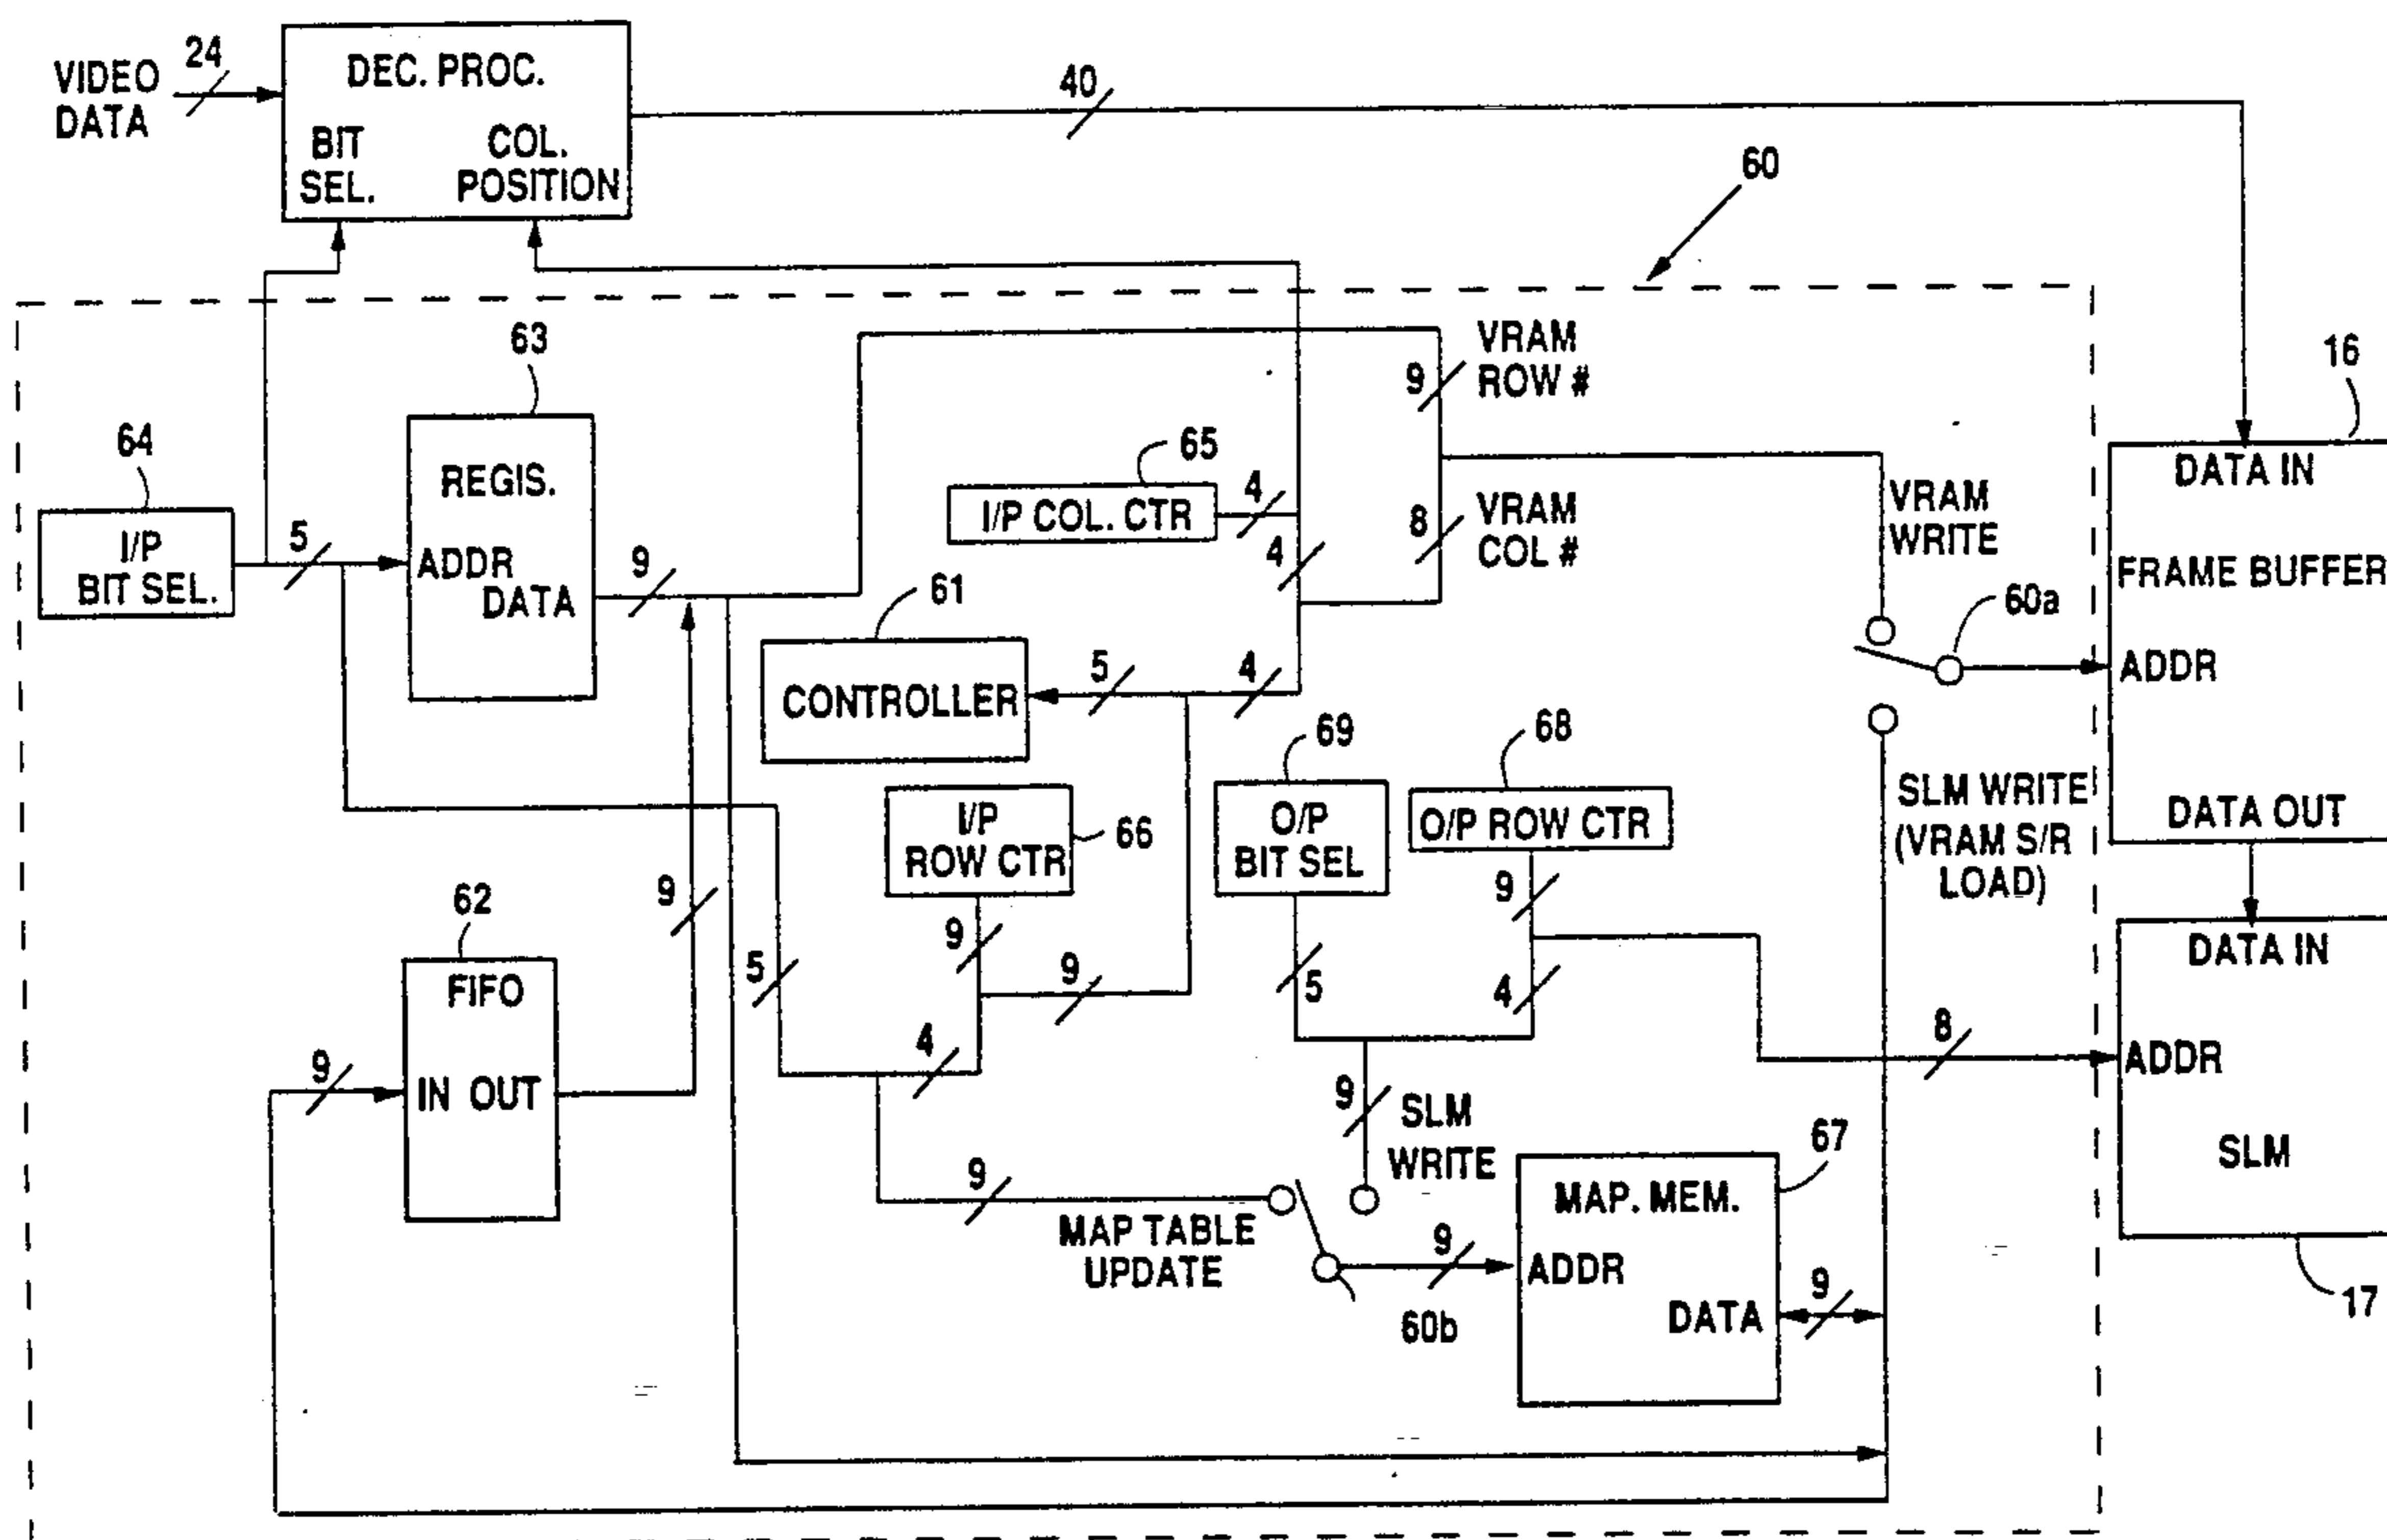 VIDEO
DATA
24
DEC. PROC.
BIT
SEL.
COL.
POSITION
40
60
63
64
I/P
BIT SEL.
5
REGIS.
ADDR
DATA
9
65
I/P COL. CTR
4
4
9
VRAM
ROW #
8
VRAM
COL #
VRAM
WRITE
60a
16
DATA IN
FRAME BUFFER
ADDR
DATA OUT
61
CONTROLLER
5
4
69
O/P
BIT SEL
68
O/P ROW CTR
SLM WRITE
(VRAM S/R
LOAD)
I/P
ROW CTR
66
9
62
FIFO
IN OUT
9
5
9
9
4
5
9
4
8
DATA IN
ADDR
SLM
17
9
SLM
WRITE
9
MAP TABLE
UPDATE
60b
9
67
MAP. MEM.
ADDR
DATA
9